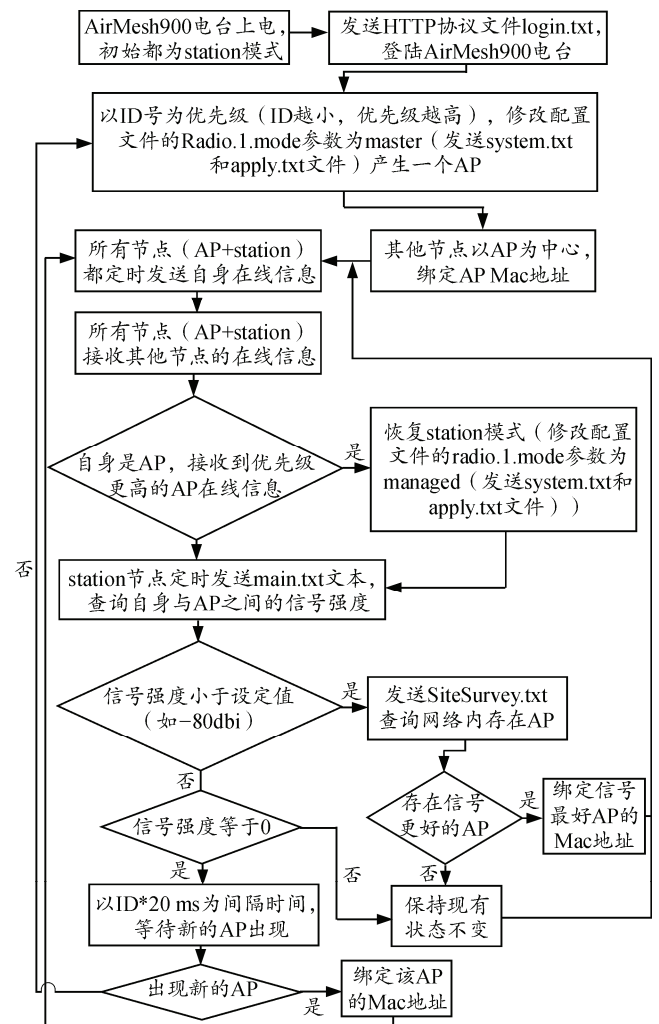 AirMesh900电台上电，
初始都为station模式
发送HTTP协议文件login.txt，
登陆AirMesh900电台
以ID号为优先级（ID越小，优先级越高），修改配置
文件的Radio.1.mode参数为master（发送system.txt
和apply.txt文件）产生一个AP
其他节点以AP为中心，
绑定AP Mac地址
所有节点（AP+station）
都定时发送自身在线信息
所有节点（AP+station）
接收其他节点的在线信息
自身是AP，接收到优先级
更高的AP在线信息
是
恢复station模式（修改配置
文件的radio.1.mode参数为
managed（发送system.txt和
apply.txt文件））
否
station节点定时发送main.txt文本，
查询自身与AP之间的信号强度
信号强度小于设定值
（如-80dbi）
是
发送SiteSurvey.txt
查询网络内存在AP
否
存在信号
更好的AP
是
绑定信号
最好AP的
Mac地址
信号强度等于0
是
否
否
保持现有
状态不变
以ID*20 ms为间隔时间，
等待新的AP出现
出现新的AP
是
绑定该AP
的Mac地址